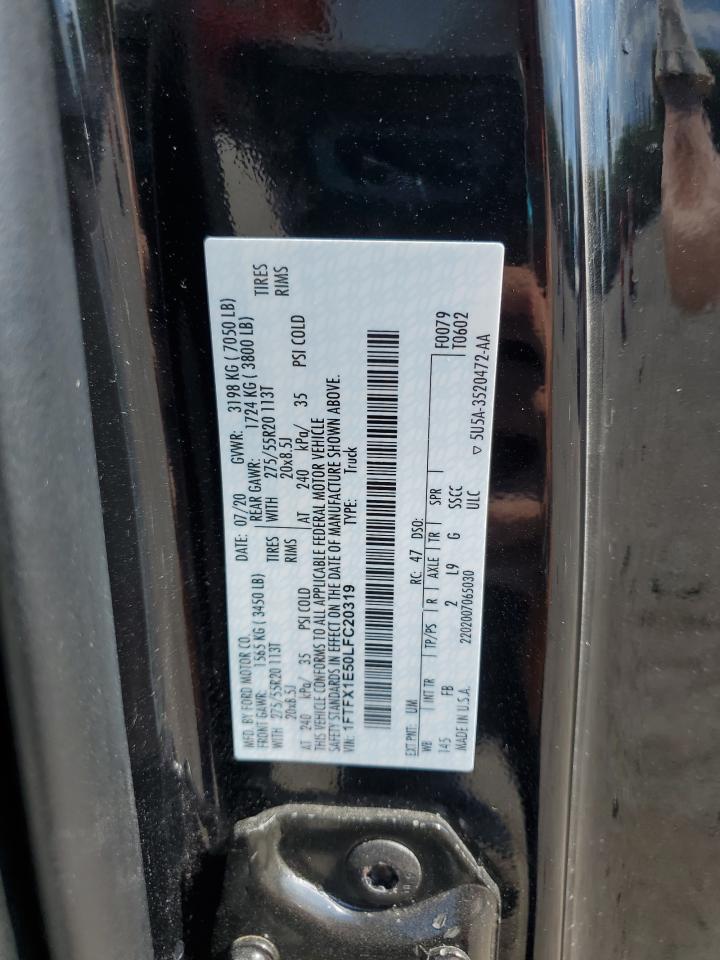 MFD. BY FORD MOTOR CO. DATE: 07/20 GVWR: 3198 KG ( 7050 LB)
FRONT GAWR: 1565 KG ( 3450 LB) REAR GAWR: 1724 KG ( 3800 LB)
WITH 275/55R20 113T TIRES WITH 275/55R20 113T TIRES
20x8.5J RIMS 20x8.5J RIMS
AT 240 kPa/ 35 PSI COLD AT 240 kPa/ 35 PSI COLD
THIS VEHICLE CONFORMS TO ALL APPLICABLE FEDERAL MOTOR VEHICLE
SAFETY STANDARDS IN EFFECT ON THE DATE OF MANUFACTURE SHOWN ABOVE.
VIN: 1FTFX1E50LFC20319 TYPE: Truck
EXT PNT: UM RC: 47 DSO: F0079
WB INT TR TP/PS R AXLE TR SPR T0602
145 FB 2 L9 G SSCC
MADE IN U.S.A. 2202007065030 ULC ▽ 5U5A-3520472-AA